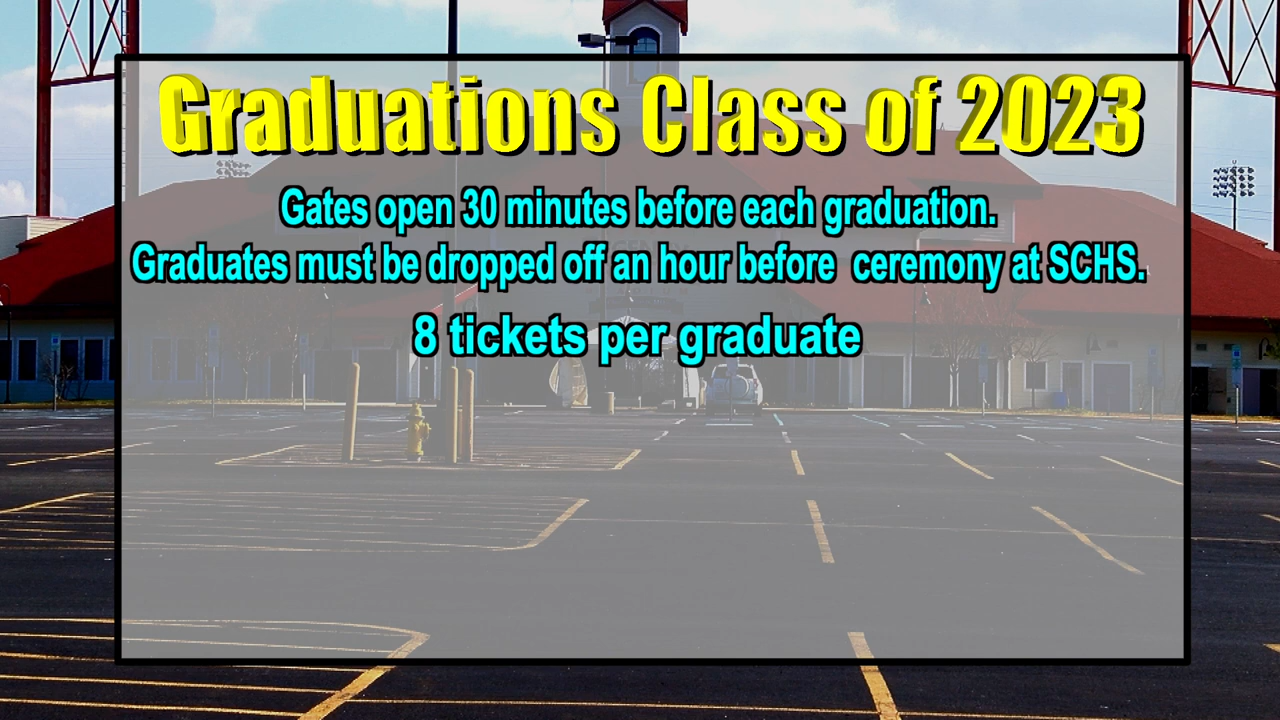 Graduations Class of 2023
Gates open 30 minutes before each graduation.
Graduates must be dropped off an hour before ceremony at SCHS.
8 tickets per graduate